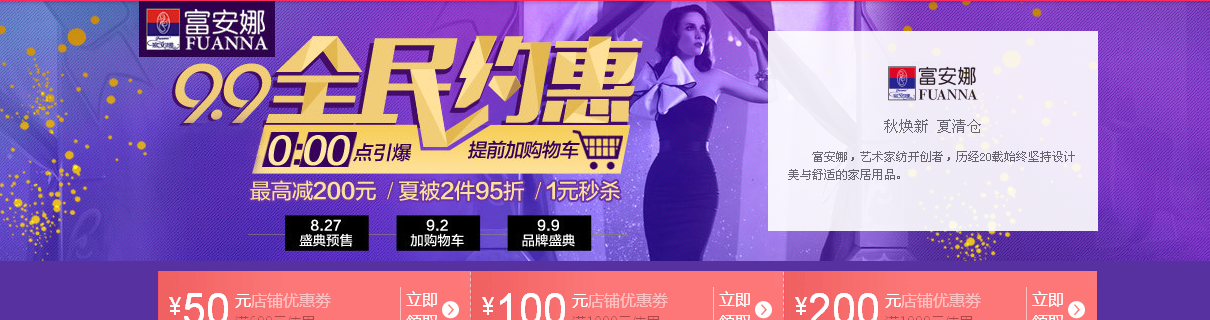 富安娜
FUANNA
9.9全民约惠
0:00点引爆 提前加购物车
最高减200元 / 夏被2件95折 / 1元秒杀
8.27 9.2 9.9
盛典预售 加购物车 品牌盛典
富安娜
FUANNA
秋焕新 夏清仓
富安娜，艺术家纺开创者，历经20载始终坚持设计
美与舒适的家居用品。
¥50 元店铺优惠券 立即 ¥100 元店铺优惠券 立即 ¥200 元店铺优惠券 立即
领取 领取 领取